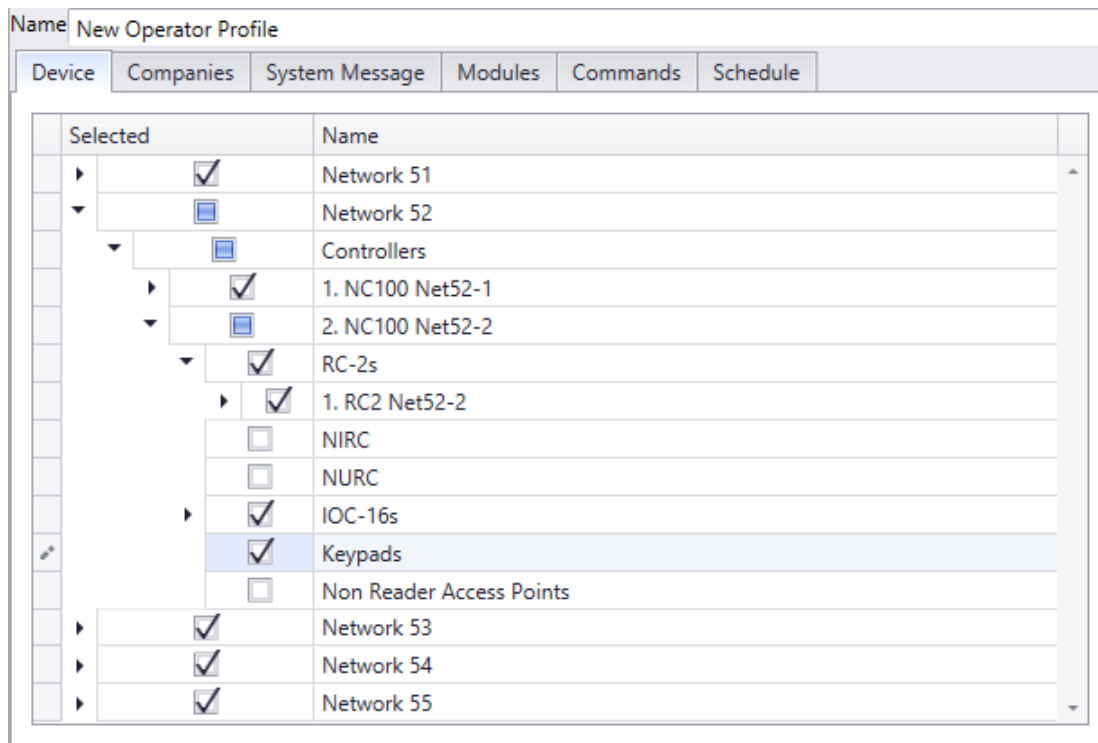 Name New Operator Profile
Device Companies System Message Modules Commands Schedule
Selected Name
Network 51
Network 52
Controllers
1. NC100 Net52-1
2. NC100 Net52-2
RC-2s
1. RC2 Net52-2
NIRC
NURC
IOC-16s
Keypads
Non Reader Access Points
Network 53
Network 54
Network 55